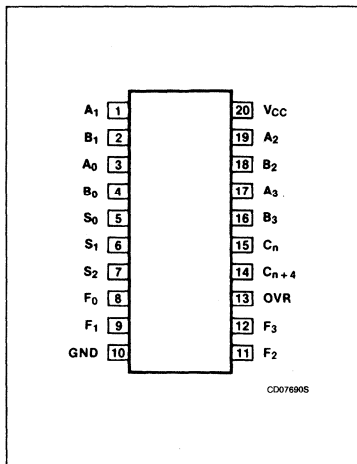 A₁ 1 20 VCC
B₁ 2 19 A₂
A₀ 3 18 B₂
B₀ 4 17 A₃
S₀ 5 16 B₃
S₁ 6 15 Cn
S₂ 7 14 Cn+4
F₀ 8 13 OVR
F₁ 9 12 F₃
GND 10 11 F₂
CD07690S